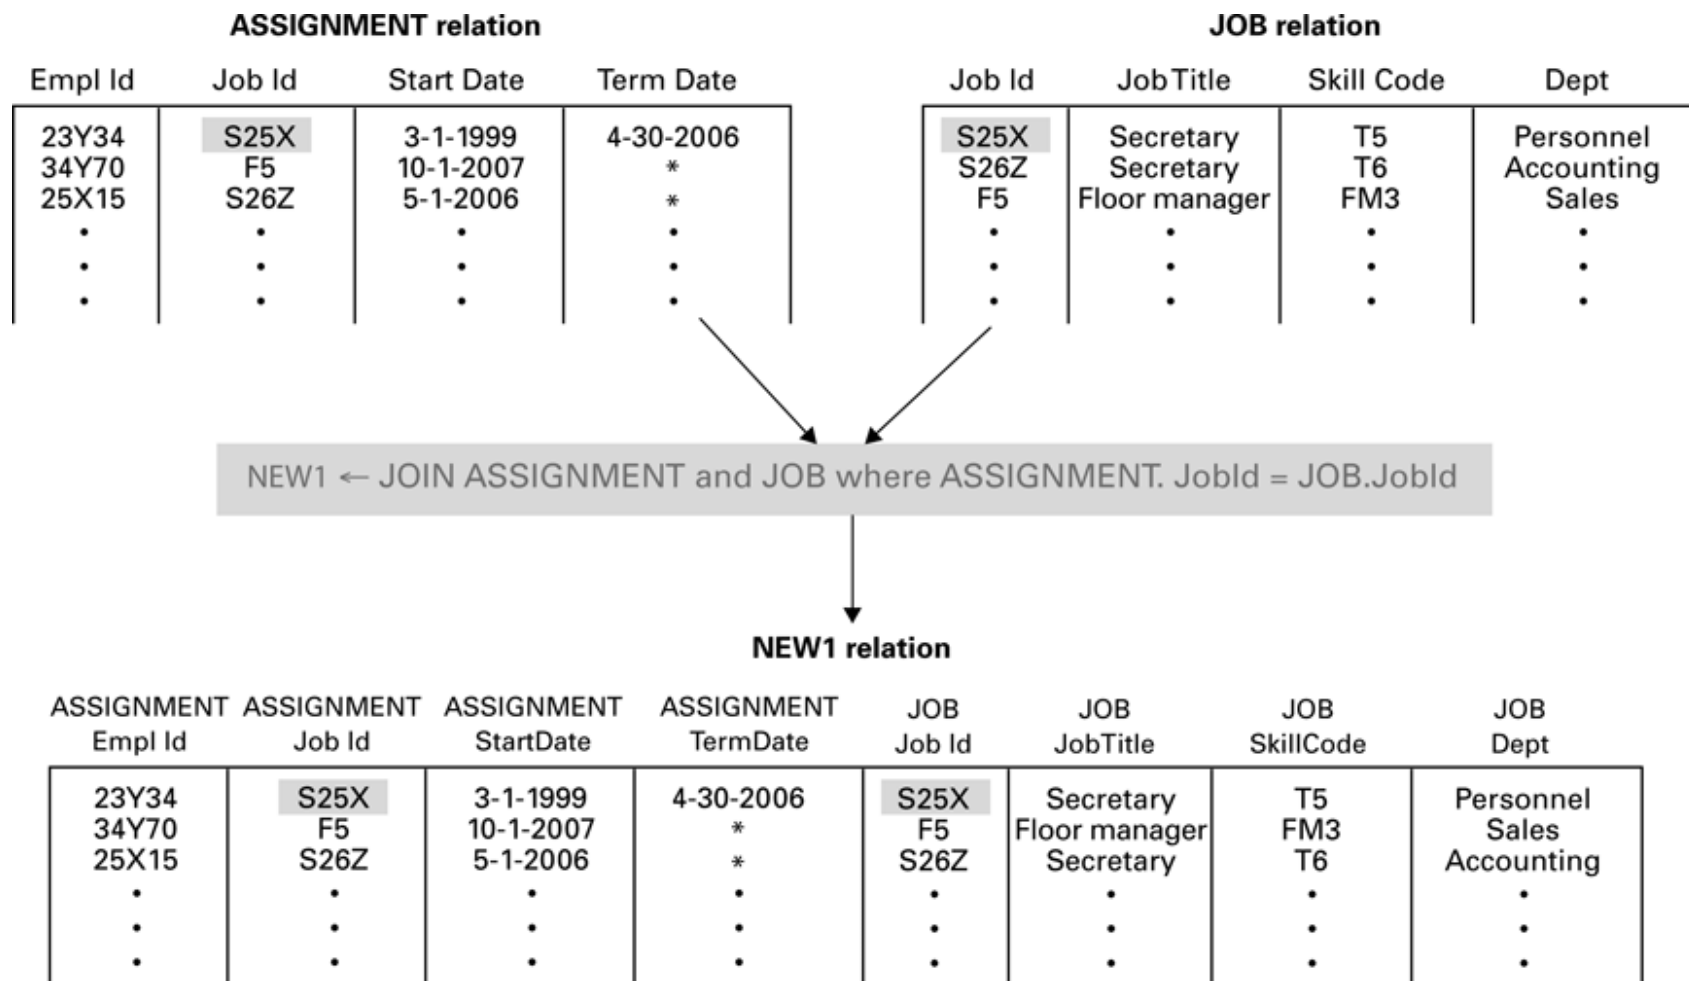 ASSIGNMENT relation JOB relation
Empl Id Job Id Start Date Term Date Job Id Job Title Skill Code Dept
23Y34 S25X 3-1-1999 4-30-2006 S25X Secretary T5 Personnel
34Y70 F5 10-1-2007 * S26Z Secretary T6 Accounting
25X15 S26Z 5-1-2006 * F5 Floor manager FM3 Sales
NEW1 ← JOIN ASSIGNMENT and JOB where ASSIGNMENT. JobId = JOB.JobId
NEW1 relation
ASSIGNMENT ASSIGNMENT ASSIGNMENT ASSIGNMENT JOB JOB JOB JOB
Empl Id Job Id StartDate TermDate Job Id JobTitle SkillCode Dept
23Y34 S25X 3-1-1999 4-30-2006 S25X Secretary T5 Personnel
34Y70 F5 10-1-2007 * F5 Floor manager FM3 Sales
25X15 S26Z 5-1-2006 * S26Z Secretary T6 Accounting